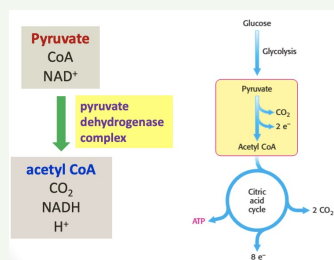 Pyruvate
CoA
NAD⁺
pyruvate
dehydrogenase
complex
acetyl CoA
CO₂
NADH
H⁺
Glucose
Glycolysis
Pyruvate
CO₂
2 e⁻
Acetyl CoA
Citric
acid
cycle
ATP
2 CO₂
8 e⁻